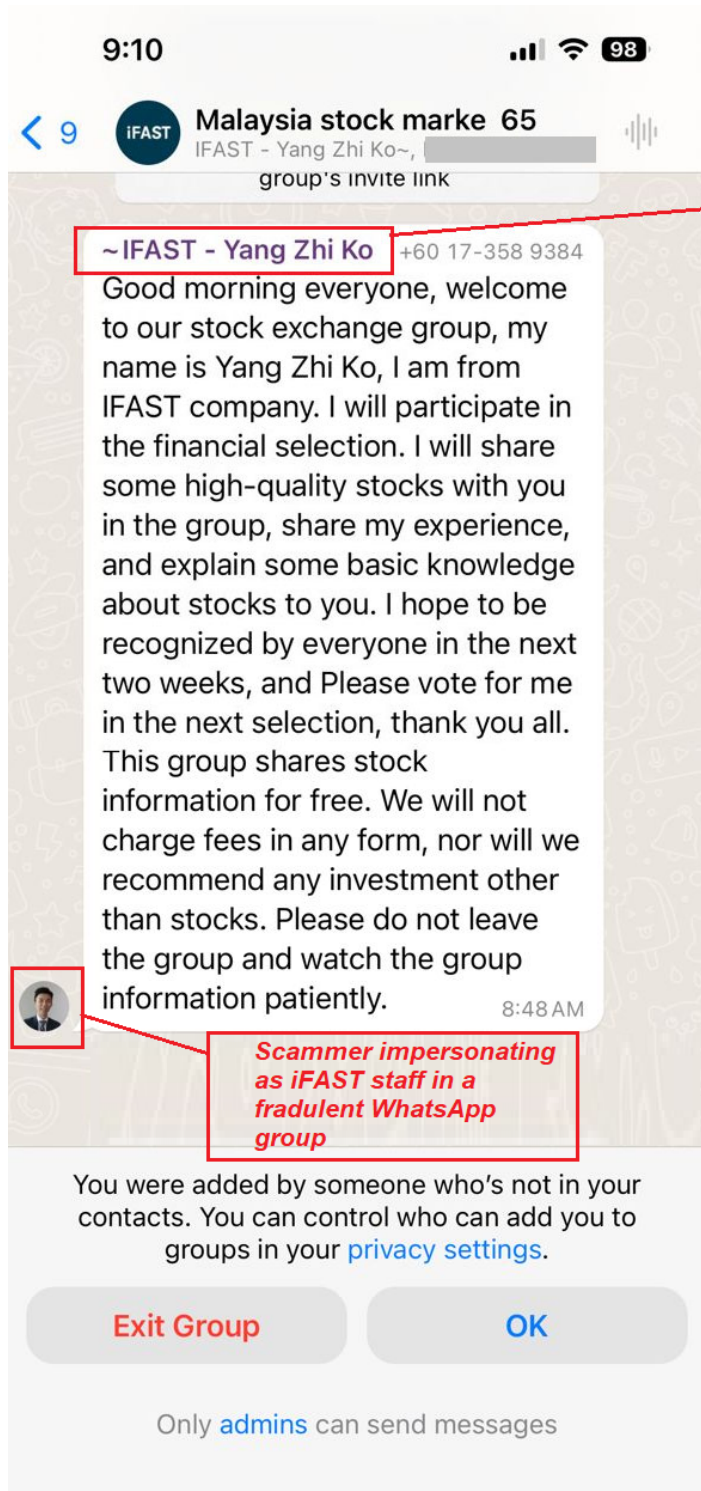 9:10
98
9
iFAST
Malaysia stock marke 65
IFAST - Yang Zhi Ko~,
group's invite link
~IFAST - Yang Zhi Ko +60 17-358 9384
Good morning everyone, welcome
to our stock exchange group, my
name is Yang Zhi Ko, I am from
IFAST company. I will participate in
the financial selection. I will share
some high-quality stocks with you
in the group, share my experience,
and explain some basic knowledge
about stocks to you. I hope to be
recognized by everyone in the next
two weeks, and Please vote for me
in the next selection, thank you all.
This group shares stock
information for free. We will not
charge fees in any form, nor will we
recommend any investment other
than stocks. Please do not leave
the group and watch the group
information patiently.
8:48 AM
Scammer impersonating
as iFAST staff in a
fradulent WhatsApp
group
You were added by someone who's not in your
contacts. You can control who can add you to
groups in your privacy settings.
Exit Group
OK
Only admins can send messages